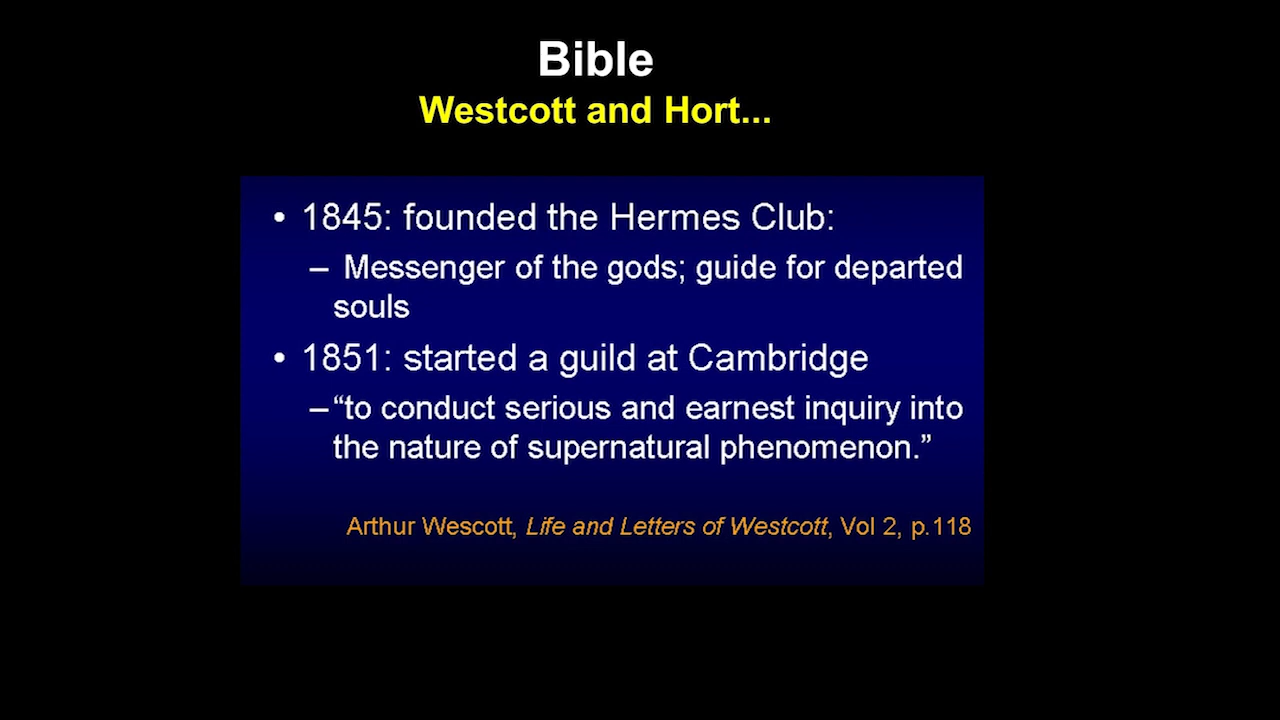 Bible
Westcott and Hort...
• 1845: founded the Hermes Club:
– Messenger of the gods; guide for departed
souls
• 1851: started a guild at Cambridge
–“to conduct serious and earnest inquiry into
the nature of supernatural phenomenon.”
Arthur Wescott, Life and Letters of Westcott, Vol 2, p.118